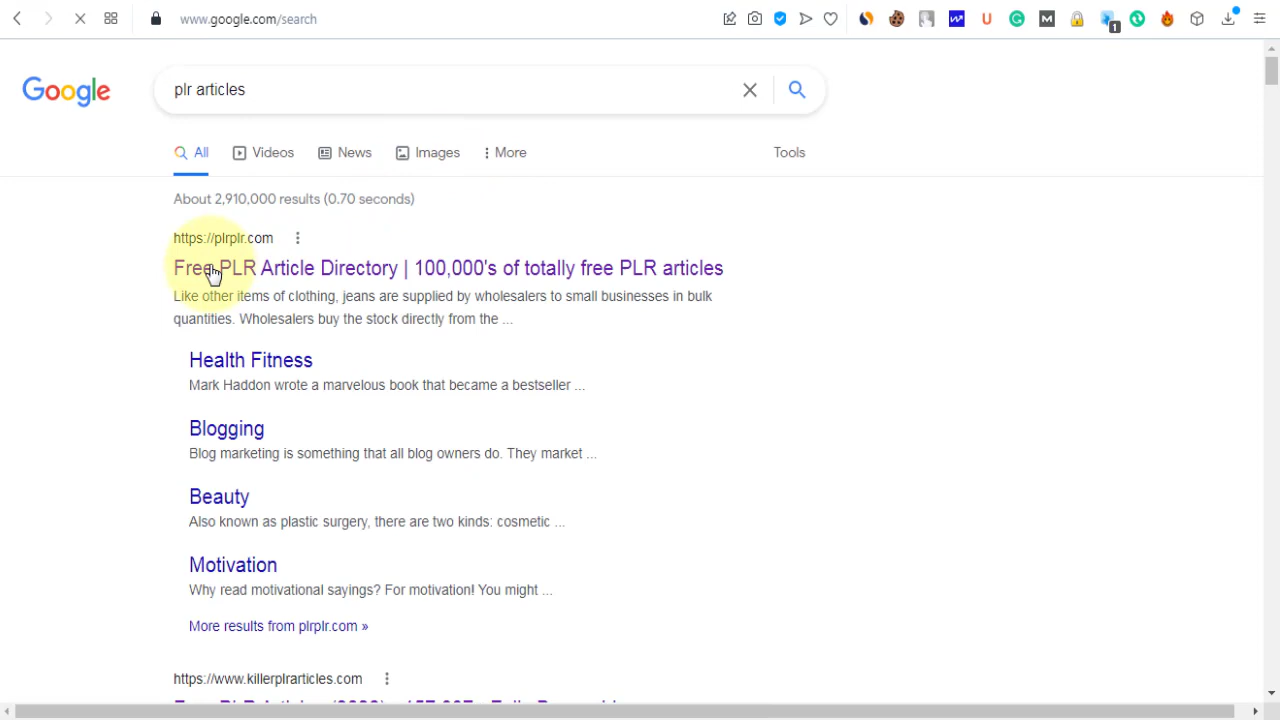 www.google.com/search
1
Google
plr articles
All
Videos
News
Images
More
Tools
About 2,910,000 results (0.70 seconds)
https://plrplr.com
Free PLR Article Directory | 100,000's of totally free PLR articles
Like other items of clothing, jeans are supplied by wholesalers to small businesses in bulk
quantities. Wholesalers buy the stock directly from the ...
Health Fitness
Mark Haddon wrote a marvelous book that became a bestseller ...
Blogging
Blog marketing is something that all blog owners do. They market ...
Beauty
Also known as plastic surgery, there are two kinds: cosmetic ...
Motivation
Why read motivational sayings? For motivation! You might ...
More results from plrplr.com »
https://www.killerplrarticles.com